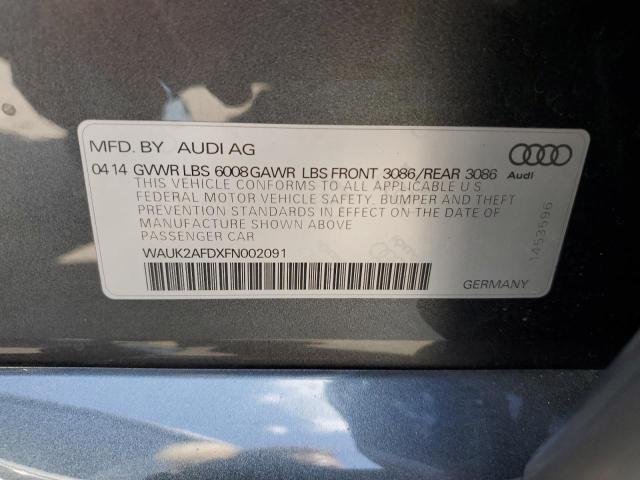 MFD. BY AUDI AG
04 14 GVWR LBS 6008 GAWR LBS FRONT 3086/REAR 3086
THIS VEHICLE CONFORMS TO ALL APPLICABLE U S
FEDERAL MOTOR VEHICLE SAFETY, BUMPER AND THEFT
PREVENTION STANDARDS IN EFFECT ON THE DATE OF
MANUFACTURE SHOWN ABOVE
PASSENGER CAR
WAUK2AFDXFN002091
Audi
1453596
GERMANY